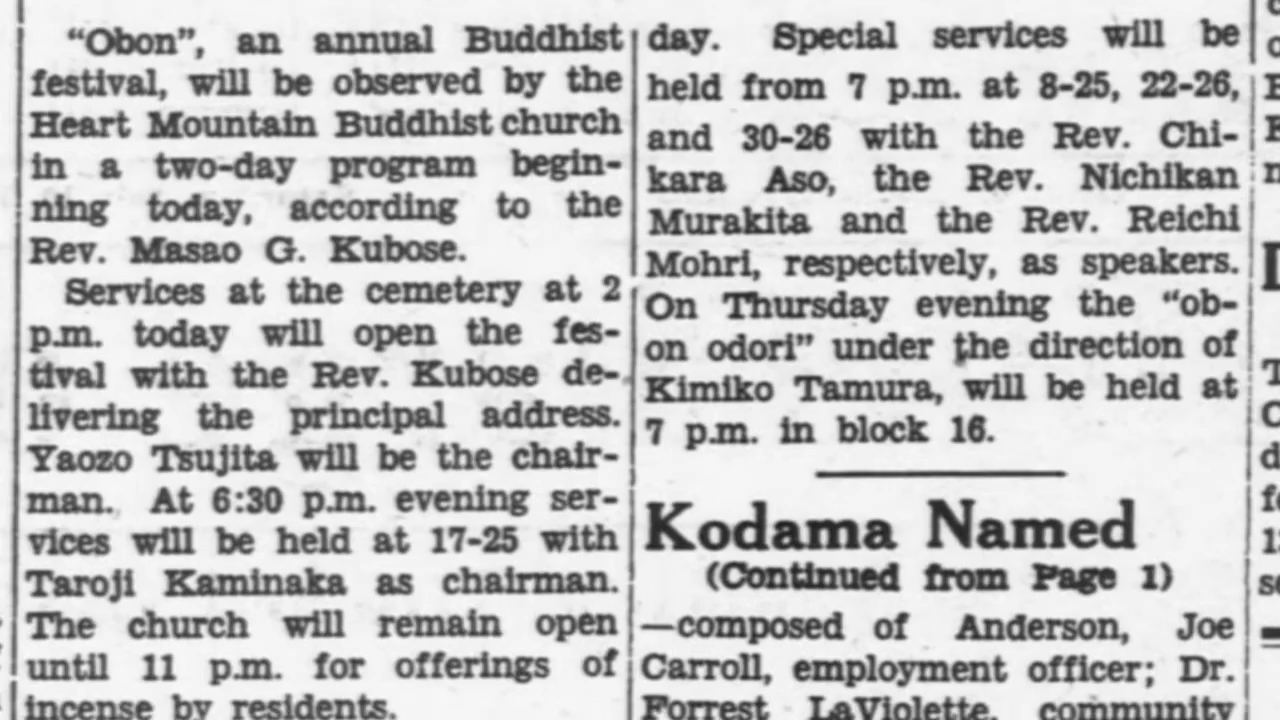 "Obon", an annual Buddhist
festival, will be observed by the
Heart Mountain Buddhist church
in a two-day program begin-
ning today, according to the
Rev. Masao G. Kubose.
Services at the cemetery at 2
p.m. today will open the fes-
tival with the Rev. Kubose de-
livering the principal address.
Yaozo Tsujita will be the chair-
man. At 6:30 p.m. evening ser-
vices will be held at 17-25 with
Taroji Kaminaka as chairman.
The church will remain open
until 11 p.m. for offerings of
incense by residents.
day. Special services will be
held from 7 p.m. at 8-25, 22-26,
and 30-26 with the Rev. Chi-
kara Aso, the Rev. Nichikan
Murakita and the Rev. Reichi
Mohri, respectively, as speakers.
On Thursday evening the "ob-
on odori" under the direction of
Kimiko Tamura, will be held at
7 p.m. in block 16.
Kodama Named
(Continued from Page 1)
—composed of Anderson, Joe
Carroll, employment officer; Dr.
Forrest LaViolette, community